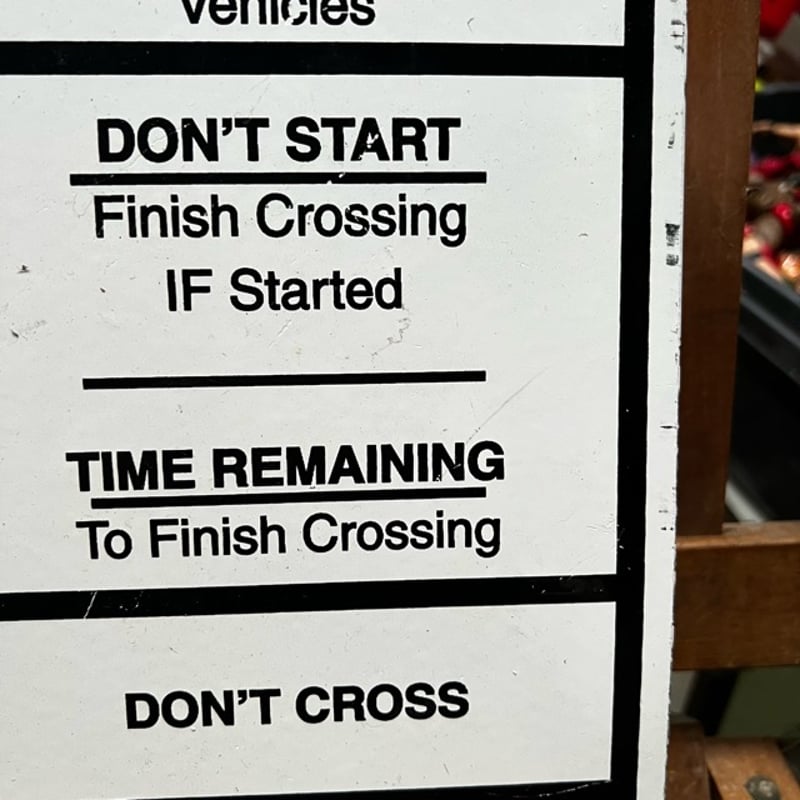 Vehicles
DON'T START
Finish Crossing
IF Started
TIME REMAINING
To Finish Crossing
DON'T CROSS